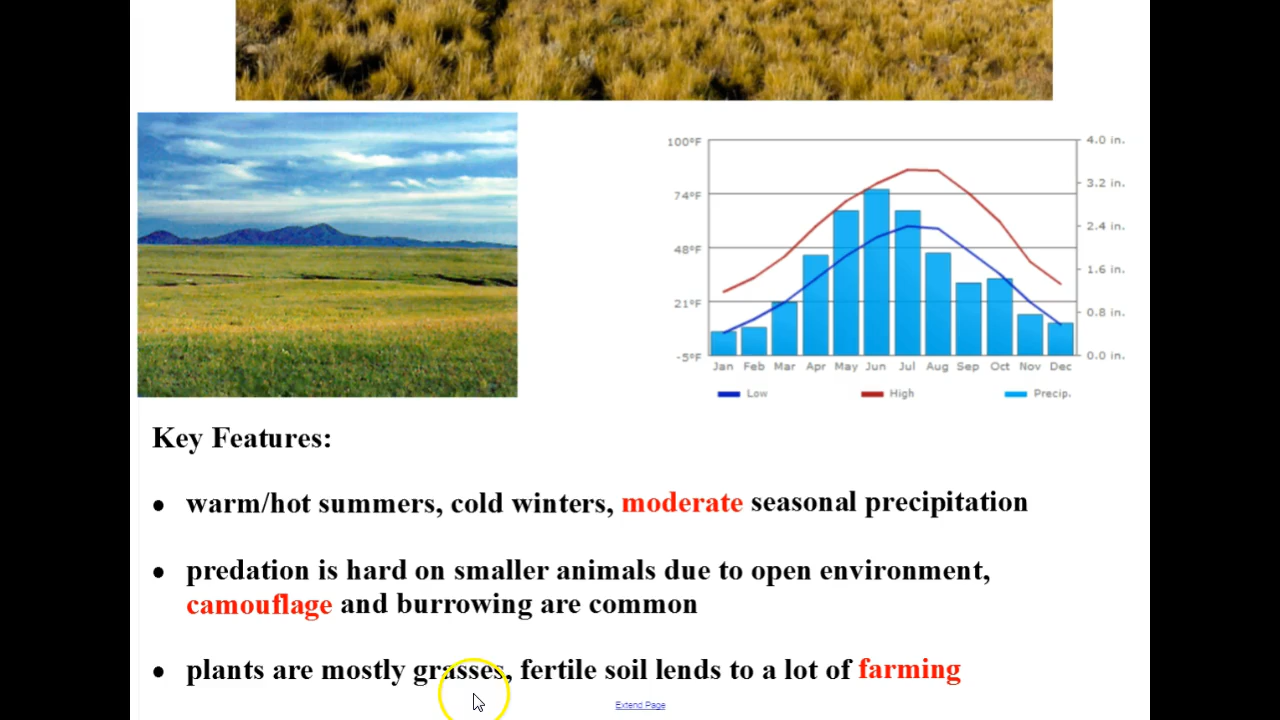 100°F
4.0 in.
3.2 in.
74°F
2.4 in.
48°F
1.6 in.
21°F
0.8 in.
-5°F
0.0 in.
Jan Feb Mar Apr May Jun Jul Aug Sep Oct Nov Dec
Low High Precip.
Key Features:
• warm/hot summers, cold winters, moderate seasonal precipitation
• predation is hard on smaller animals due to open environment,
camouflage and burrowing are common
• plants are mostly grasses, fertile soil lends to a lot of farming
Extend Page